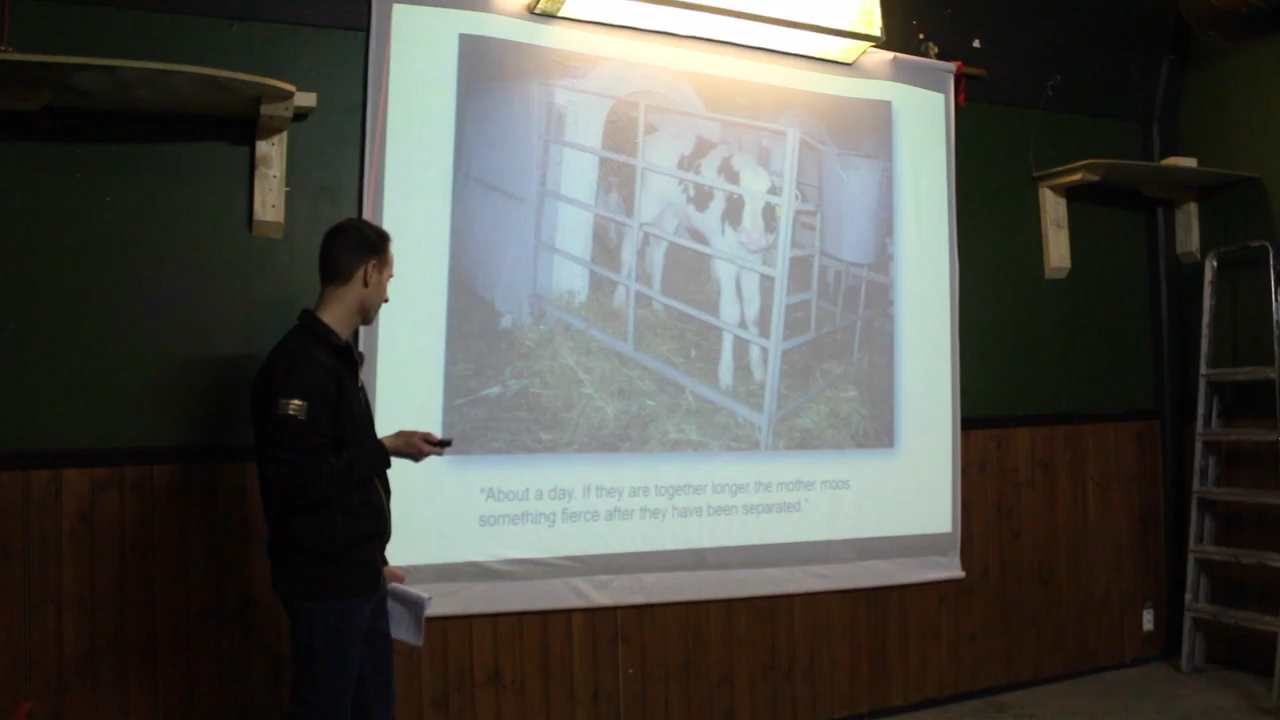 “About a day. If they are together longer the mother moos
something fierce after they have been separated.”